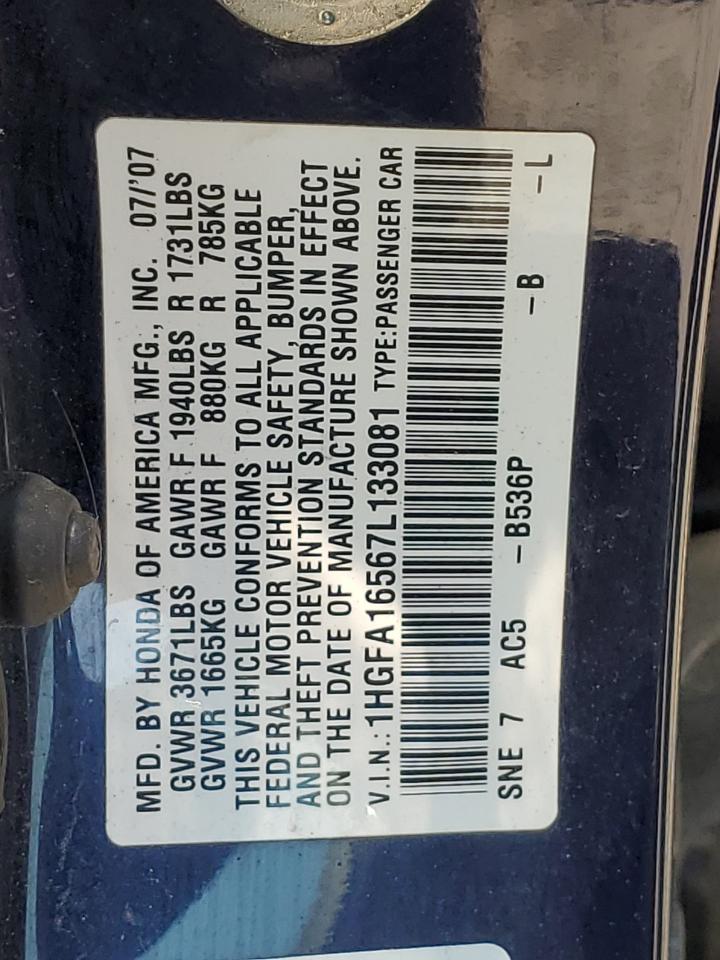 MFD. BY HONDA OF AMERICA MFG., INC. 07/'07
GVWR 3671LBS GAWR F 1940LBS R 1731LBS
GVWR 1665KG GAWR F 880KG R 785KG
THIS VEHICLE CONFORMS TO ALL APPLICABLE
FEDERAL MOTOR VEHICLE SAFETY, BUMPER,
AND THEFT PREVENTION STANDARDS IN EFFECT
ON THE DATE OF MANUFACTURE SHOWN ABOVE.
V.I.N.:1HGFA16567L133081 TYPE:PASSENGER CAR
SNE 7 AC5 -B536P -B -L